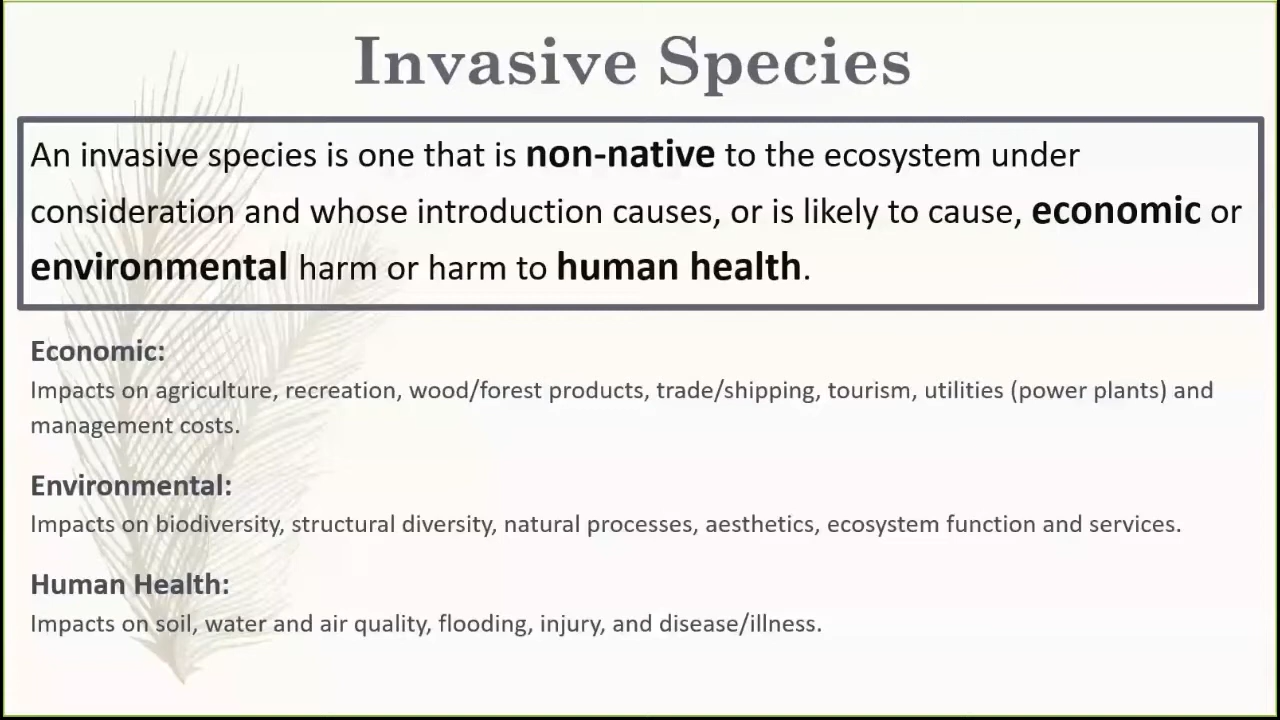 Invasive Species
An invasive species is one that is non-native to the ecosystem under
consideration and whose introduction causes, or is likely to cause, economic or
environmental harm or harm to human health.
Economic:
Impacts on agriculture, recreation, wood/forest products, trade/shipping, tourism, utilities (power plants) and
management costs.
Environmental:
Impacts on biodiversity, structural diversity, natural processes, aesthetics, ecosystem function and services.
Human Health:
Impacts on soil, water and air quality, flooding, injury, and disease/illness.